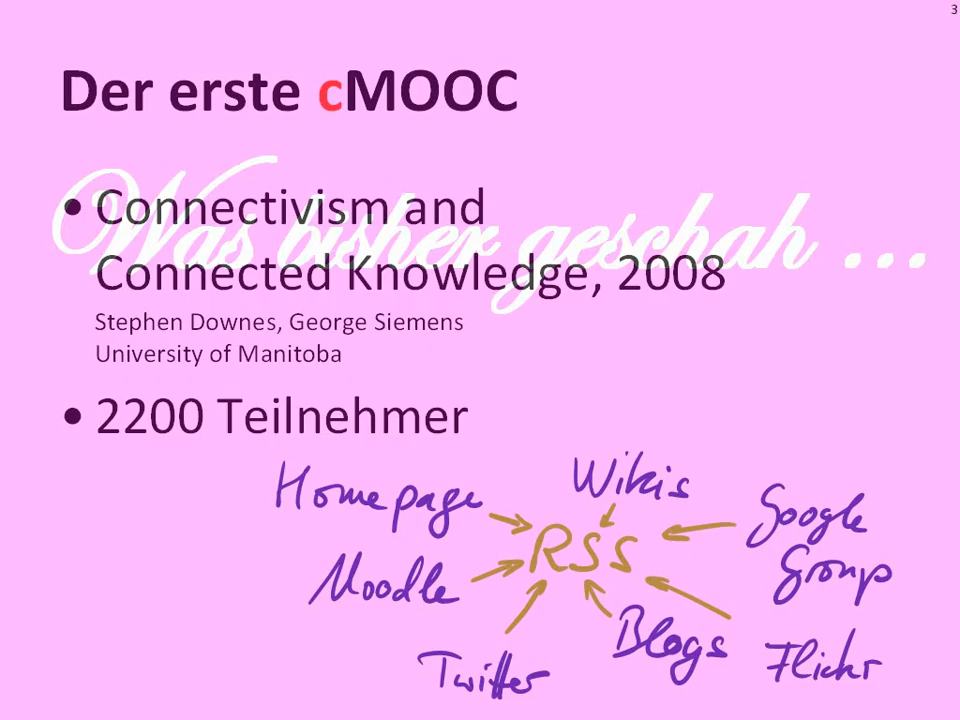 3
Der erste cMOOC
Was bisher geschah ...
• Connectivism and
Connected Knowledge, 2008
Stephen Downes, George Siemens
University of Manitoba
• 2200 Teilnehmer
Homepage
Wikis
Google
Group
RSS
Moodle
Twitter
Blogs
Flickr